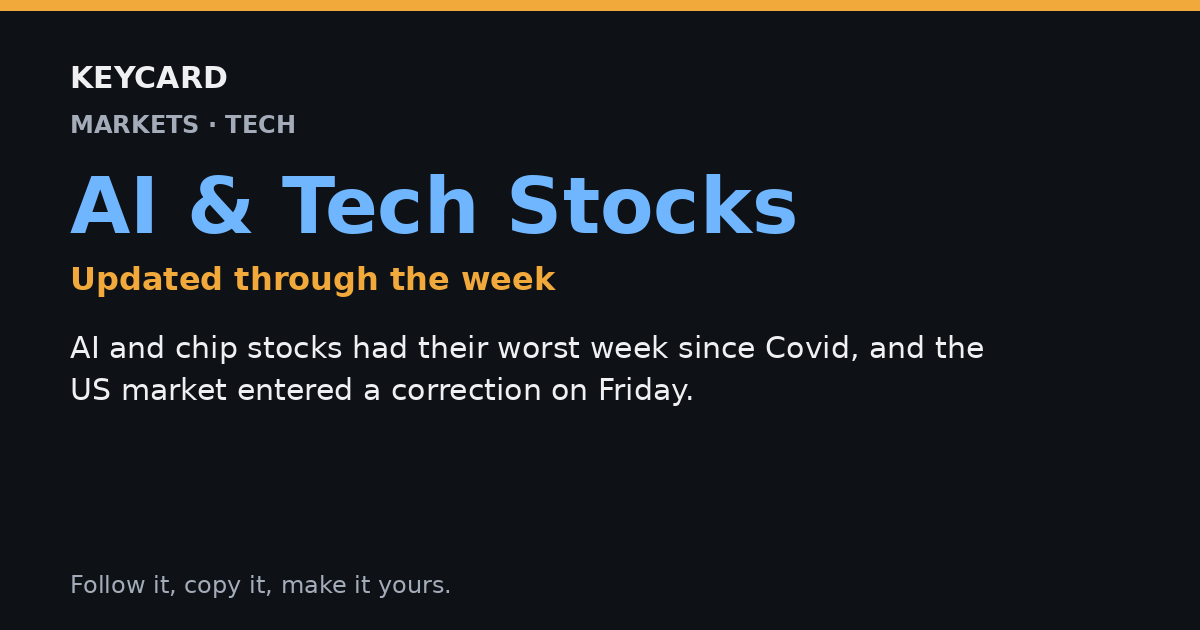 KEYCARD
MARKETS · TECH
AI & Tech Stocks
Updated through the week
AI and chip stocks had their worst week since Covid, and the
US market entered a correction on Friday.
Follow it, copy it, make it yours.